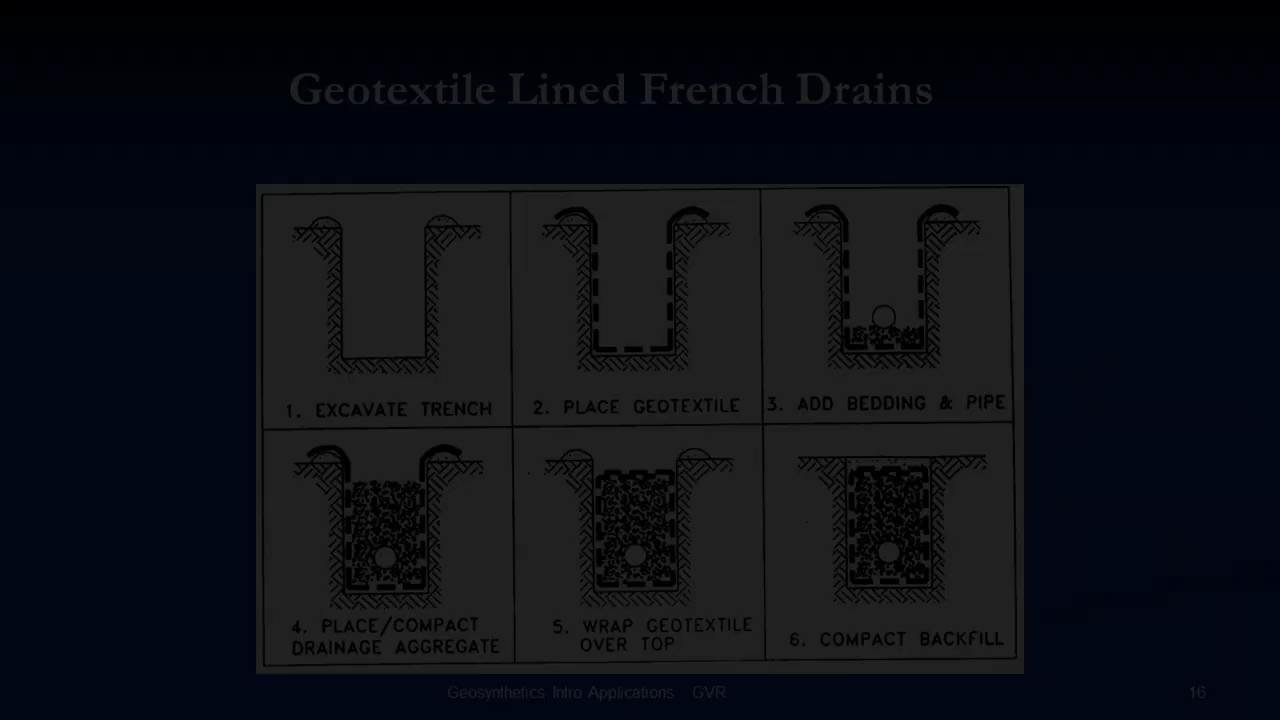 Geotextile Lined French Drains
1. EXCAVATE TRENCH
2. PLACE GEOTEXTILE
3. ADD BEDDING & PIPE
4. PLACE/COMPACT
DRAINAGE AGGREGATE
5. WRAP GEOTEXTILE
OVER TOP
6. COMPACT BACKFILL
Geosynthetics Intro Applications GVR
16